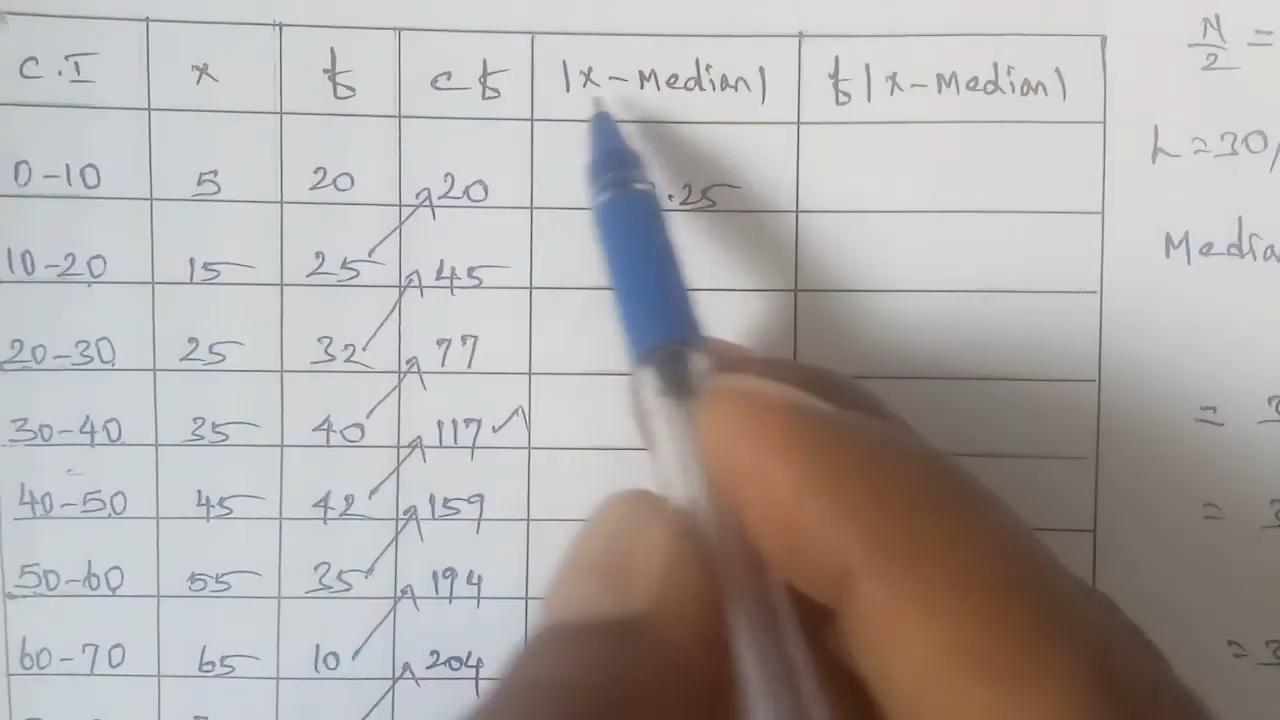 C.I x f cf |x-Median| f|x-Median|
0-10 5 20 20 .25
10-20 15 25 45
20-30 25 32 77
30-40 35 40 117 ✓
40-50 45 42 159
50-60 55 35 194
60-70 65 10 204
N/2 =
L=30,
=
=
=